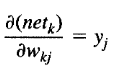 ∂(net_k)/∂w_kj = y_j